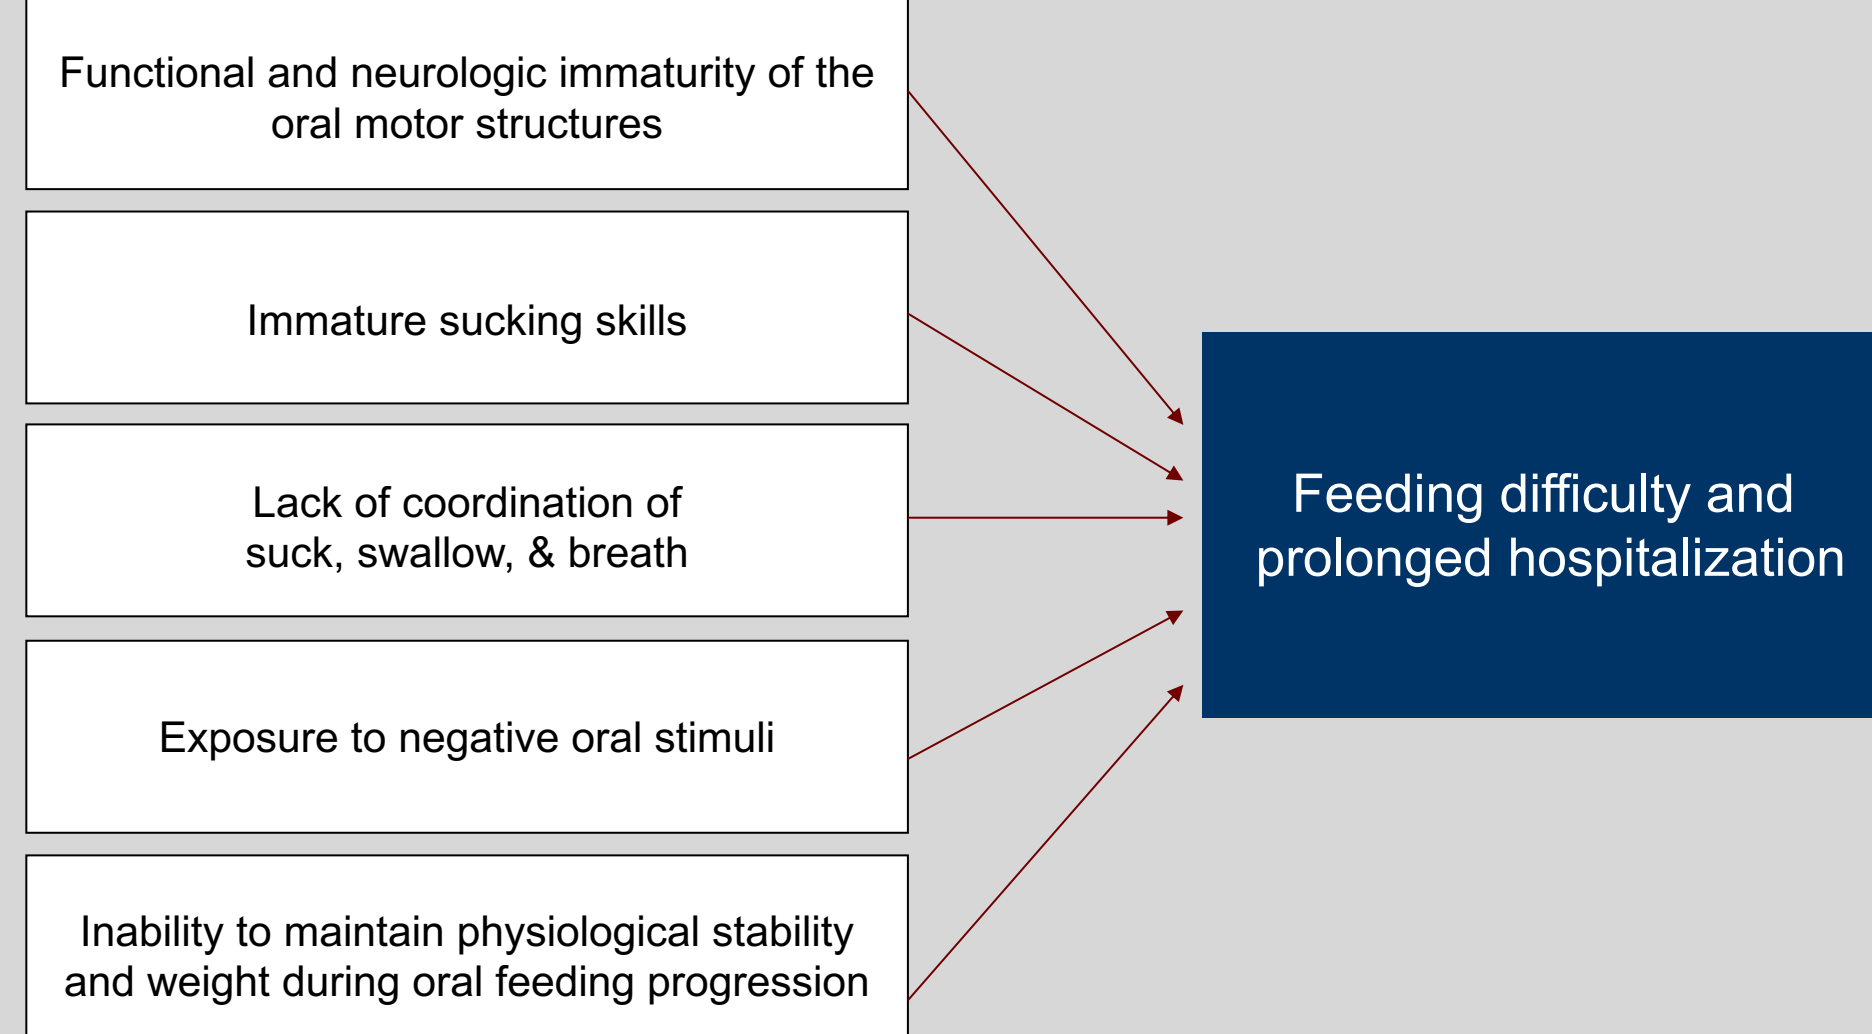 Functional and neurologic immaturity of the
oral motor structures
Immature sucking skills
Lack of coordination of
suck, swallow, & breath
Exposure to negative oral stimuli
Inability to maintain physiological stability
and weight during oral feeding progression
Feeding difficulty and
prolonged hospitalization